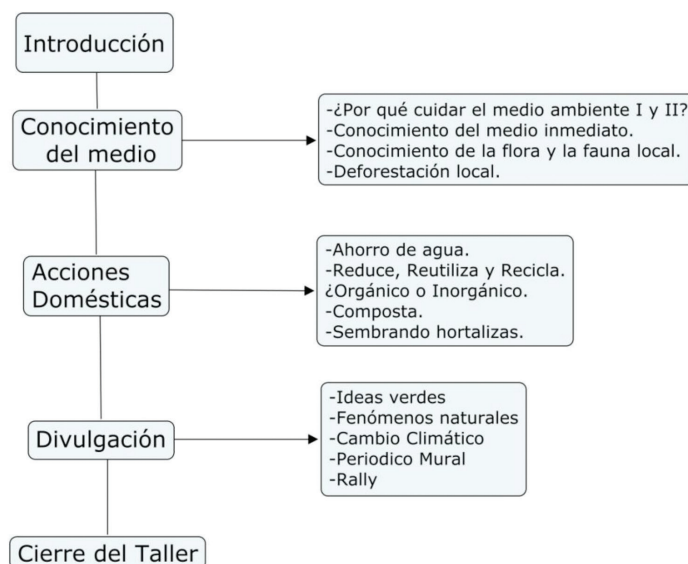 Introducción
Conocimiento
del medio
-¿Por qué cuidar el medio ambiente I y II?
-Conocimiento del medio inmediato.
-Conocimiento de la flora y la fauna local.
-Deforestación local.
Acciones
Domésticas
-Ahorro de agua.
-Reduce, Reutiliza y Recicla.
¿Orgánico o Inorgánico.
-Composta.
-Sembrando hortalizas.
Divulgación
-Ideas verdes
-Fenómenos naturales
-Cambio Climático
-Periodico Mural
-Rally
Cierre del Taller